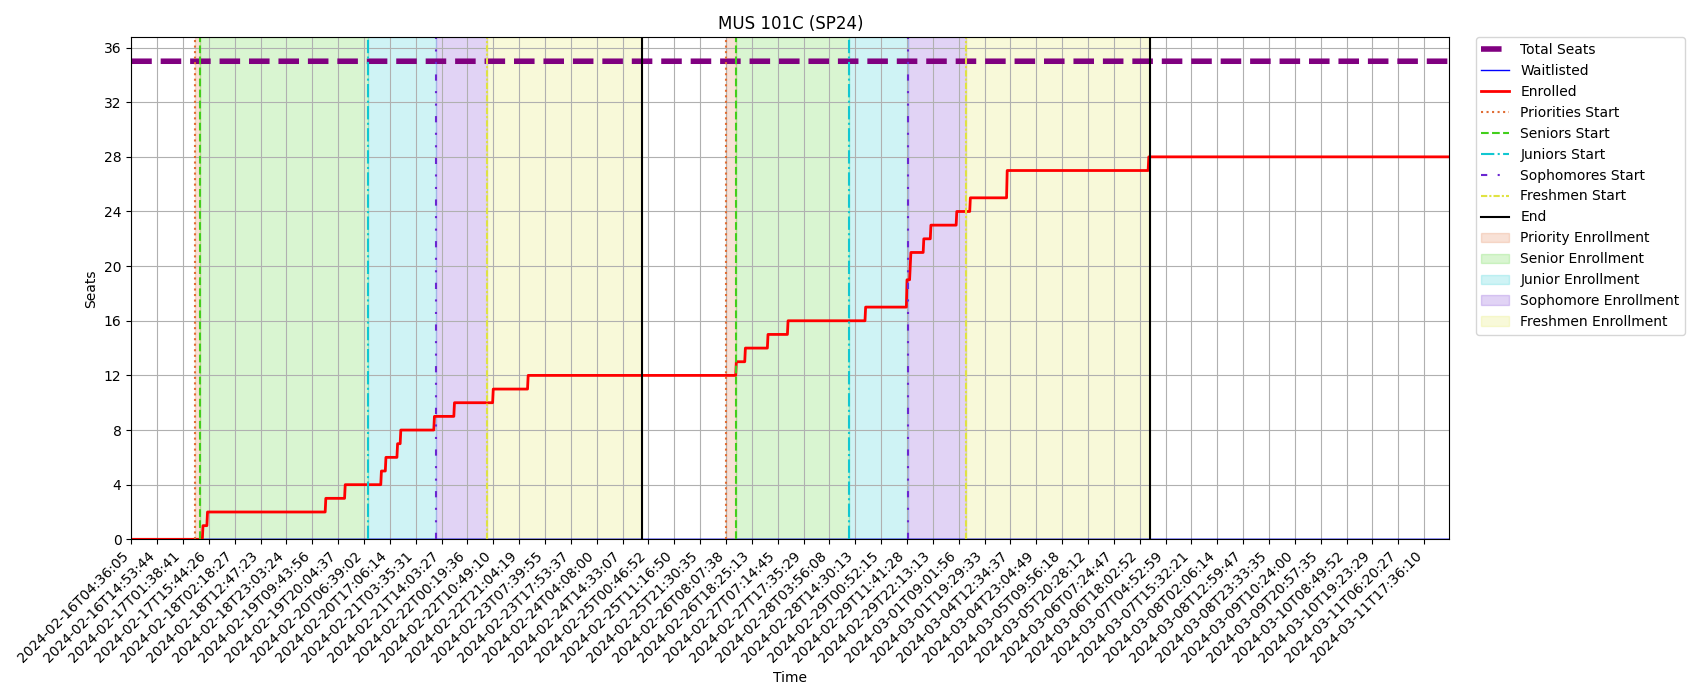 MUS 101C (SP24)
36
32
28
24
20
16
12
8
4
0
Seats
2024-02-16T04:36:05
2024-02-16T14:53:44
2024-02-17T01:38:41
2024-02-17T15:44:26
2024-02-18T02:18:27
2024-02-18T12:47:23
2024-02-18T23:03:24
2024-02-19T09:43:56
2024-02-19T20:04:37
2024-02-20T06:39:02
2024-02-20T17:06:14
2024-02-21T03:35:31
2024-02-21T14:03:27
2024-02-22T00:19:36
2024-02-22T10:49:10
2024-02-22T21:04:19
2024-02-23T07:39:55
2024-02-23T17:53:37
2024-02-24T04:08:00
2024-02-24T14:33:07
2024-02-25T00:46:52
2024-02-25T11:16:50
2024-02-25T21:30:35
2024-02-26T08:07:38
2024-02-26T18:25:13
2024-02-27T07:14:45
2024-02-27T17:35:29
2024-02-28T03:56:08
2024-02-28T14:30:13
2024-02-29T00:52:15
2024-02-29T11:41:28
2024-02-29T22:13:13
2024-03-01T09:01:56
2024-03-01T19:29:33
2024-03-04T12:34:37
2024-03-04T23:04:49
2024-03-05T09:56:18
2024-03-05T20:28:12
2024-03-06T07:24:47
2024-03-06T18:02:52
2024-03-07T04:52:59
2024-03-07T15:32:21
2024-03-08T02:06:14
2024-03-08T12:59:47
2024-03-08T23:33:35
2024-03-09T10:24:00
2024-03-09T20:57:35
2024-03-10T08:49:52
2024-03-10T19:23:29
2024-03-11T06:20:27
2024-03-11T17:36:10
Time
Total Seats
Waitlisted
Enrolled
Priorities Start
Seniors Start
Juniors Start
Sophomores Start
Freshmen Start
End
Priority Enrollment
Senior Enrollment
Junior Enrollment
Sophomore Enrollment
Freshmen Enrollment